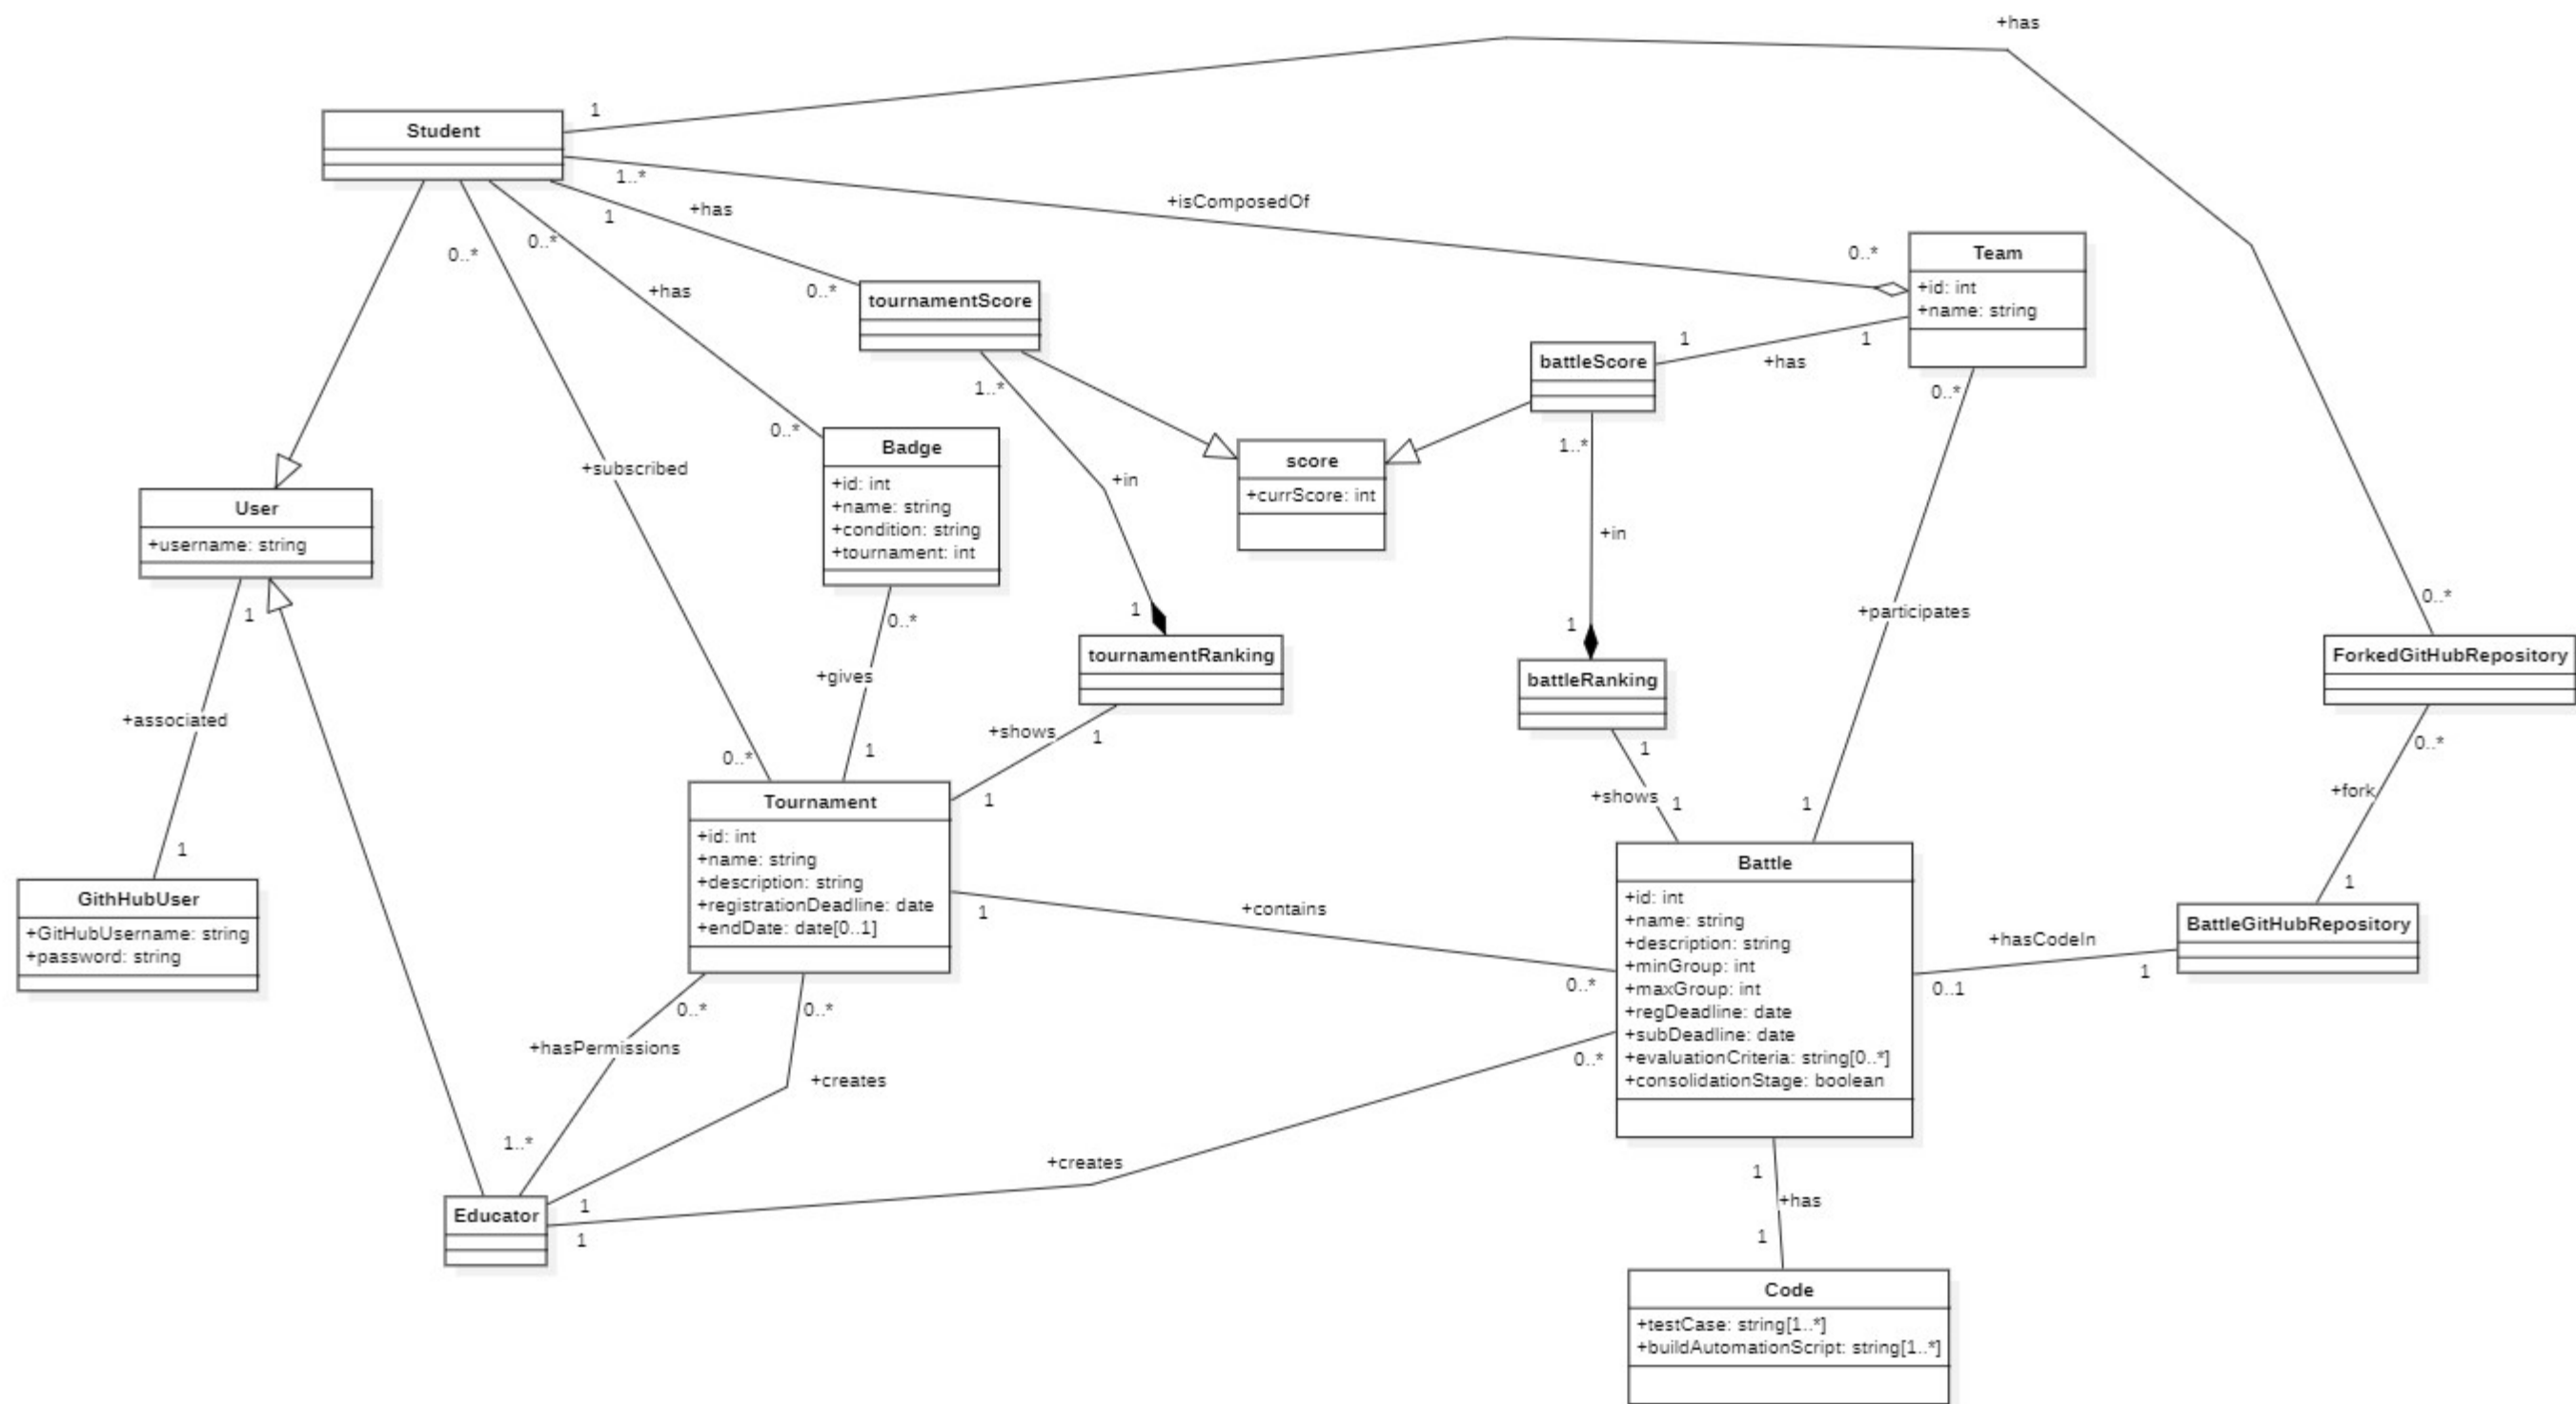 +has
1
Student
1..*
+isComposedOf
1
+has
0..*
0..*
0..*
Team
+id: int
+name: string
+has
0..*
tournamentScore
1
1
+has
battleScore
1..*
0..*
1..*
0..*
Badge
+id: int
+name: string
+condition: string
+tournament: int
+subscribed
+in
score
+currScore: int
+in
User
+username: string
1
0..*
1
1
+participates
0..*
tournamentRanking
battleRanking
ForkedGitHubRepository
+gives
+associated
+shows
1
1
0..*
0..*
1
1
+shows
1
1
+fork
Tournament
+id: int
+name: string
+description: string
+registrationDeadline: date
+endDate: date[0..1]
1
GithHubUser
+GitHubUsername: string
+password: string
Battle
+id: int
+name: string
+description: string
+minGroup: int
+maxGroup: int
+regDeadline: date
+subDeadline: date
+evaluationCriteria: string[0..*]
+consolidationStage: boolean
1
BattleGitHubRepository
1
+contains
0..*
+hasCodeIn
1
0..1
0..*
0..*
+hasPermissions
+creates
0..*
1..*
+creates
1
Educator
1
1
+has
1
Code
+testCase: string[1..*]
+buildAutomationScript: string[1..*]